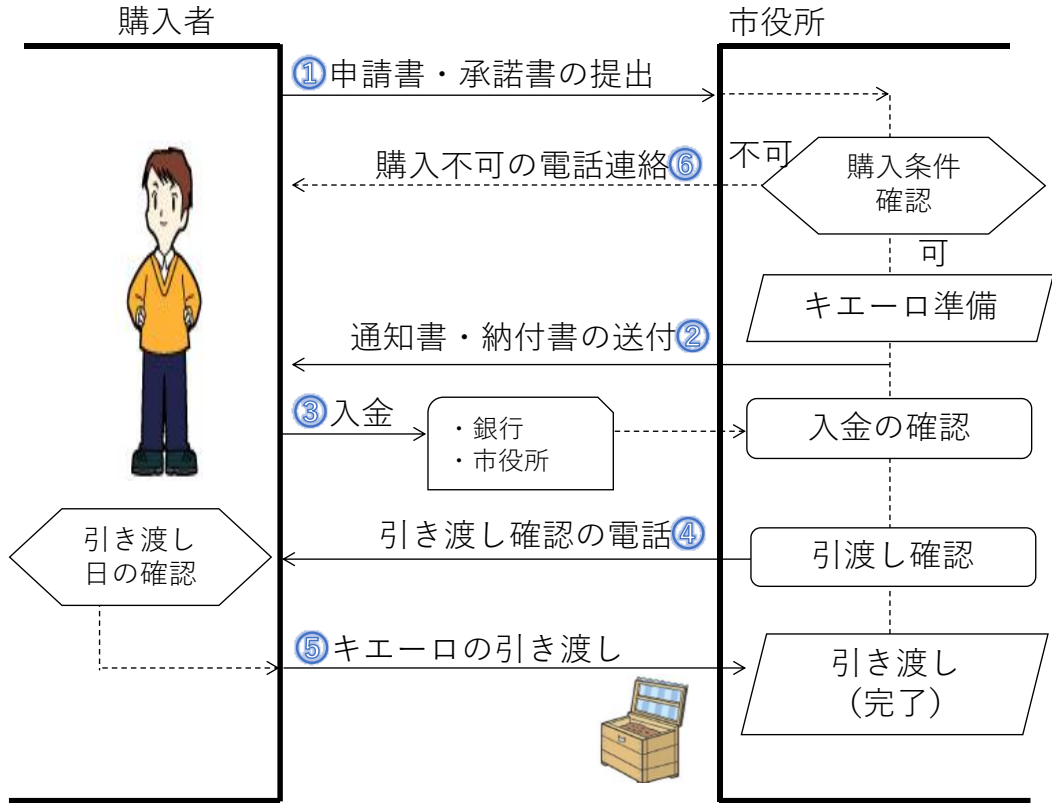 購入者
市役所
①申請書・承諾書の提出
購入不可の電話連絡⑥
不可
購入条件
確認
可
キエーロ準備
通知書・納付書の送付②
③入金
・銀行
・市役所
入金の確認
引き渡し
日の確認
引き渡し確認の電話④
引渡し確認
⑤キエーロの引き渡し
引き渡し
(完了)